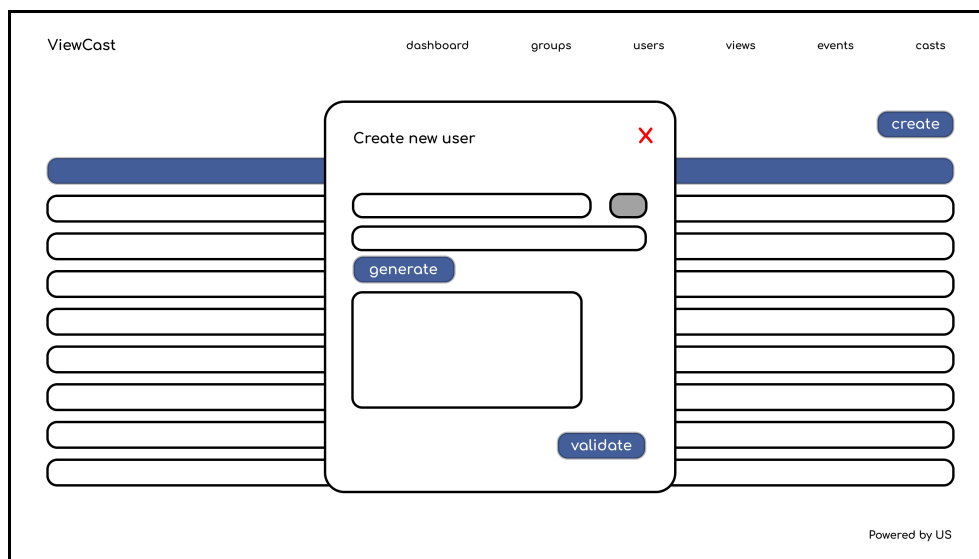 ViewCast
dashboard
groups
users
views
events
casts
create
Create new user
X
generate
validate
Powered by US